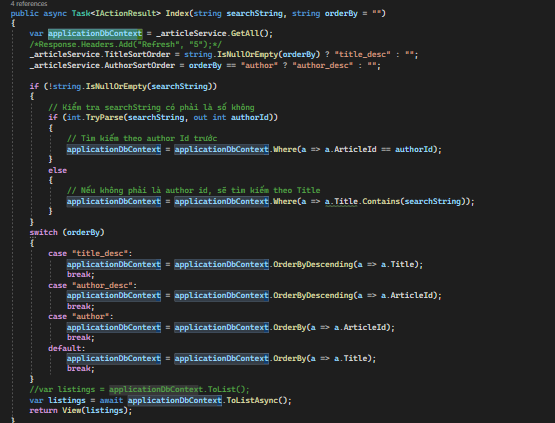 4 references
public async Task<IActionResult> Index(string searchString, string orderBy = "")
{
    var applicationDbContext = _articleService.GetAll();
    /*Response.Headers.Add("Refresh", "5");*/
    _articleService.TitleSortOrder = string.IsNullOrEmpty(orderBy) ? "title_desc" : "";
    _articleService.AuthorSortOrder = orderBy == "author" ? "author_desc" : "";

    if (!string.IsNullOrEmpty(searchString))
    {
        // Kiểm tra searchString có phải là số không
        if (int.TryParse(searchString, out int authorId))
        {
            // Tìm kiếm theo author Id trước
            applicationDbContext = applicationDbContext.Where(a => a.ArticleId == authorId);
        }
        else
        {
            // Nếu không phải là author id, sẽ tìm kiếm theo Title
            applicationDbContext = applicationDbContext.Where(a => a.Title.Contains(searchString));
        }
    }
    switch (orderBy)
    {
        case "title_desc":
            applicationDbContext = applicationDbContext.OrderByDescending(a => a.Title);
            break;
        case "author_desc":
            applicationDbContext = applicationDbContext.OrderByDescending(a => a.ArticleId);
            break;
        case "author":
            applicationDbContext = applicationDbContext.OrderBy(a => a.ArticleId);
            break;
        default:
            applicationDbContext = applicationDbContext.OrderBy(a => a.Title);
            break;
    }
    //var listings = applicationDbContext.ToList();
    var listings = await applicationDbContext.ToListAsync();
    return View(listings);
}